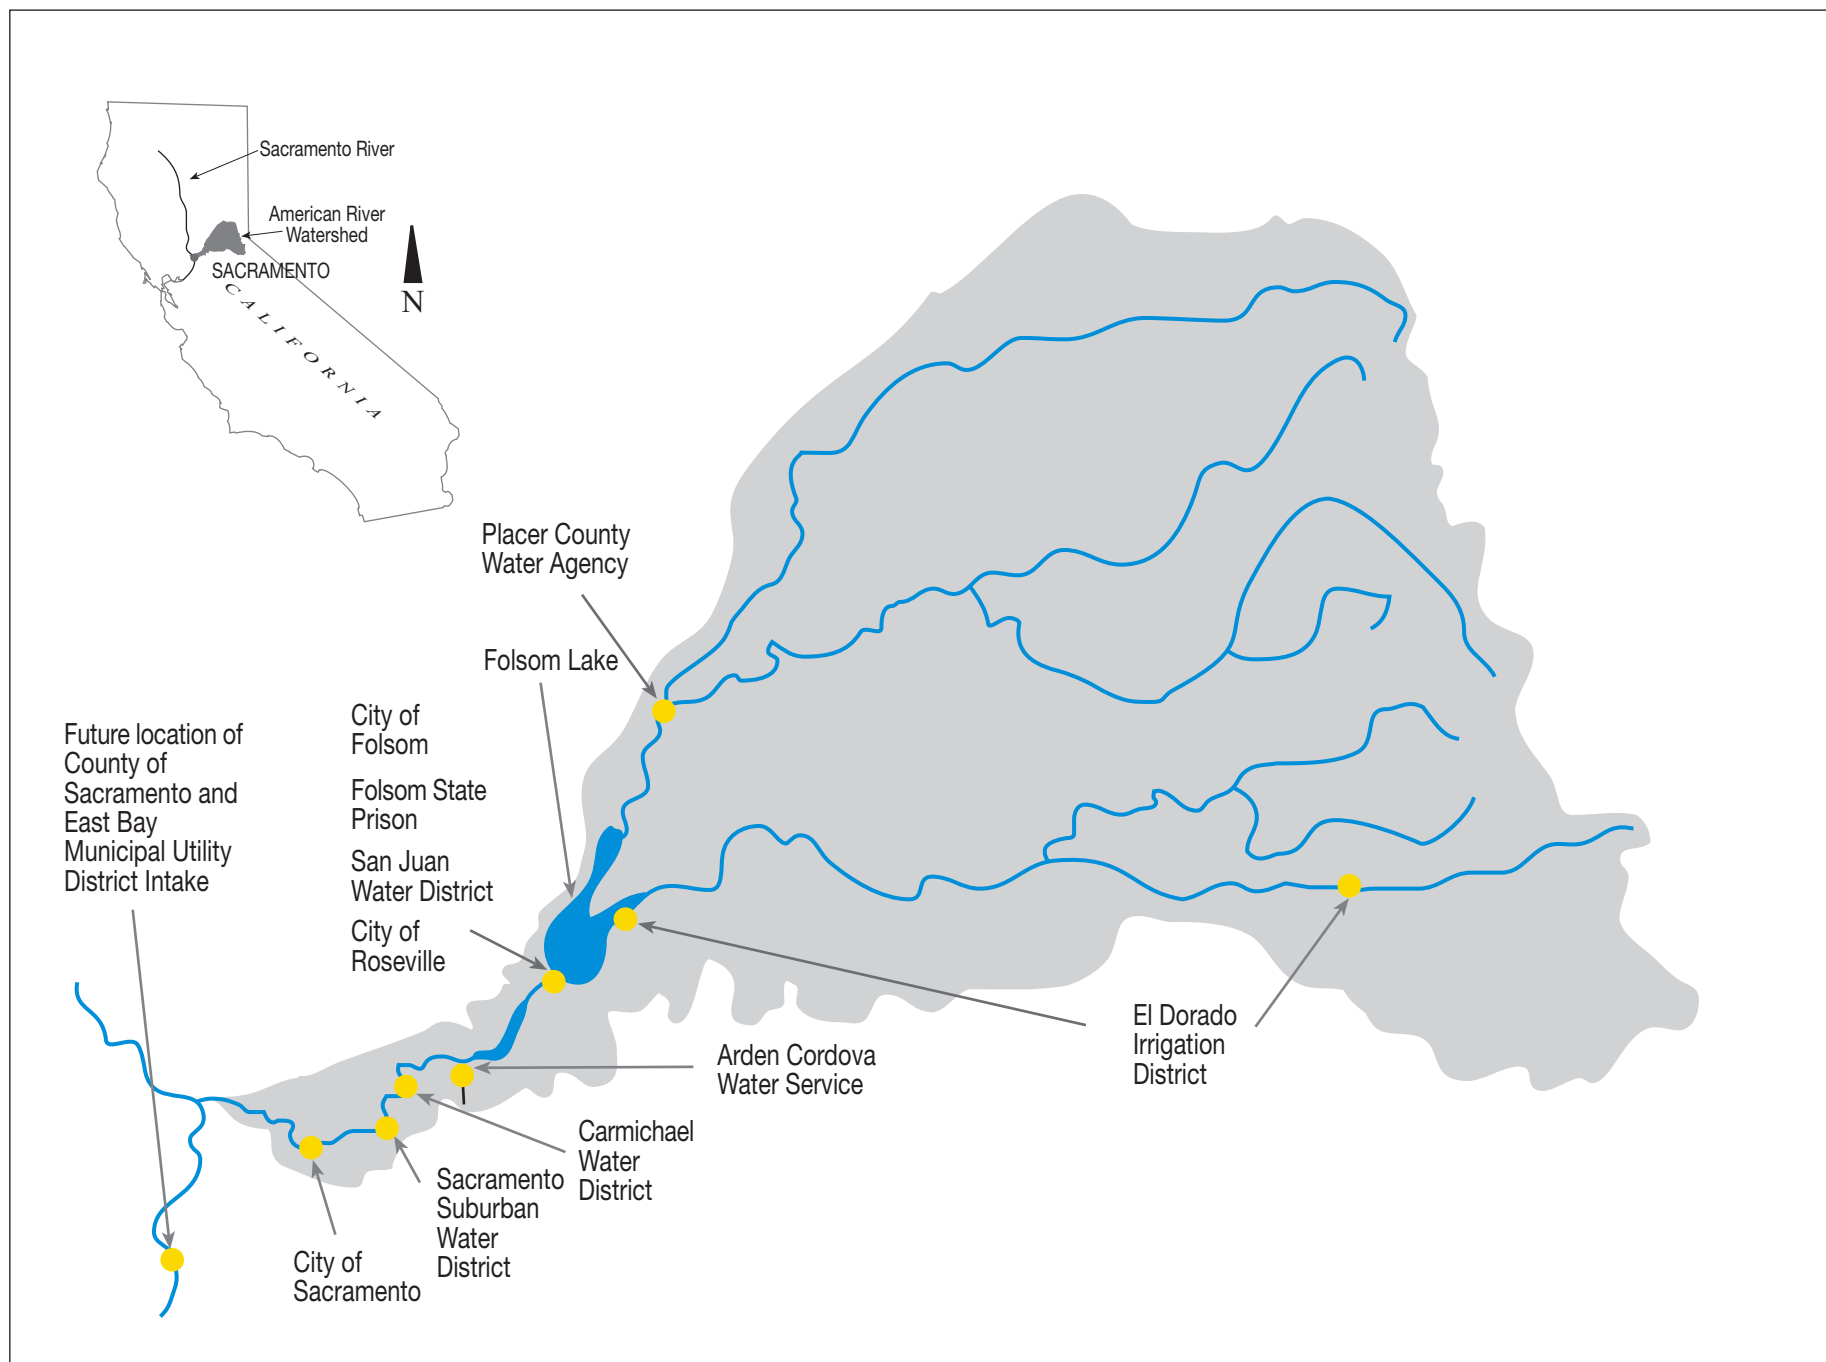 Sacramento River
American River
Watershed
SACRAMENTO
CALIFORNIA
N
Placer County
Water Agency
Folsom Lake
City of
Folsom
Folsom State
Prison
San Juan
Water District
City of
Roseville
Future location of
County of
Sacramento and
East Bay
Municipal Utility
District Intake
El Dorado
Irrigation
District
Arden Cordova
Water Service
Carmichael
Water
District
Sacramento
Suburban
Water
District
City of
Sacramento